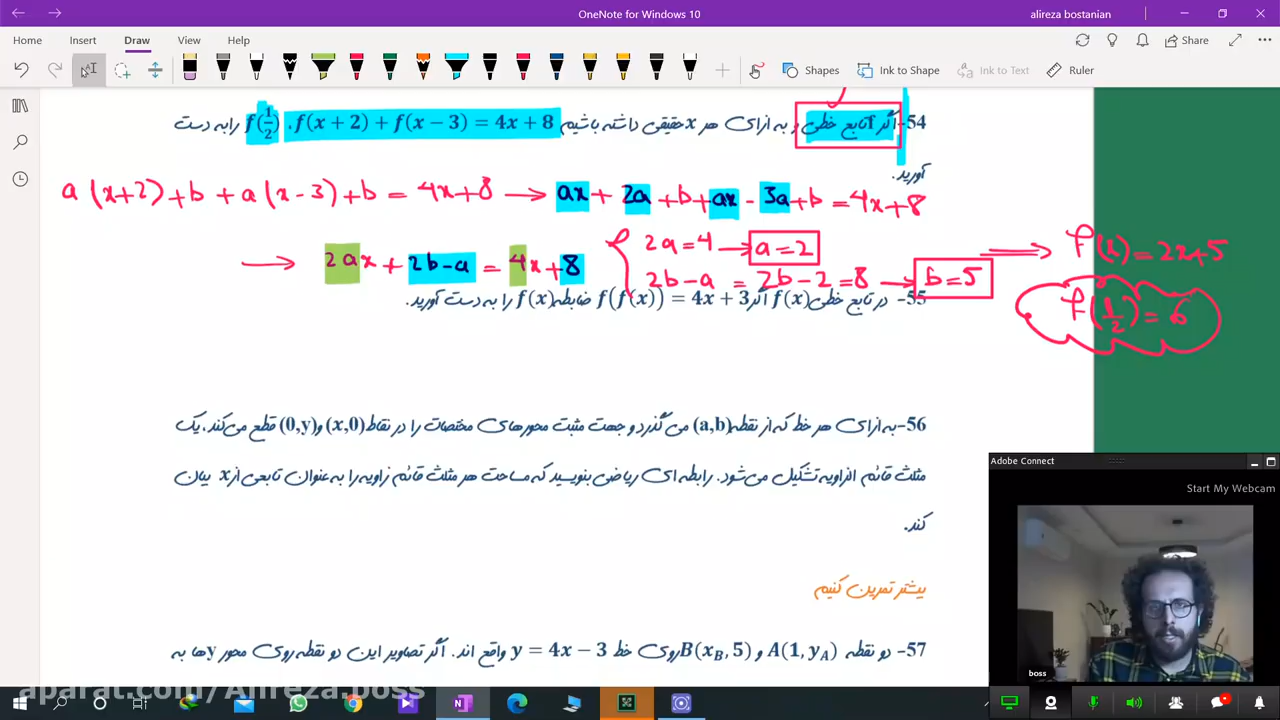 OneNote for Windows 10
alireza bostanian
Home Insert Draw View Help
Share
Shapes Ink to Shape Ink to Text Ruler
54- اگر f تابع خطی و به ازای هر x حقیقی داشته باشیم f(x + 2) + f(x − 3) = 4x + 8 . f(1/2) را به دست
آورید.
a(x+2)+b + a(x-3)+b = 4x+8 → ax + 2a + b + ax - 3a + b = 4x+8
→ 2ax + 2b-a = 4x+8 { 2a=4 → a=2
2b-a = 2b-2 = 8 → b=5
⇒ f(x) = 2x+5
f(1/2) = 6
55- در تابع خطی f(x) اگر f(f(x)) = 4x + 3 ضابطه f(x) را به دست آورید.
56- به ازای هر خط که از نقطه (a,b) می گذرد و جهت مثبت محورهای مختصات را در نقاط (x,0) و (0,y) قطع می‌کند، یک
مثلث قائم الزاویه تشکیل می‌شود. رابطه ای ریاضی بنویسید که مساحت هر مثلث قائم زاویه را به عنوان تابعی از x بیان
کند.
بیشتر تمرین کنیم
57- دو نقطه A(1, yA) و B(xB, 5) روی خط y = 4x − 3 واقع اند. اگر تصاویر این دو نقطه روی محور y ها به
Adobe Connect
Start My Webcam
boss
aparat.com/Alireza.boss